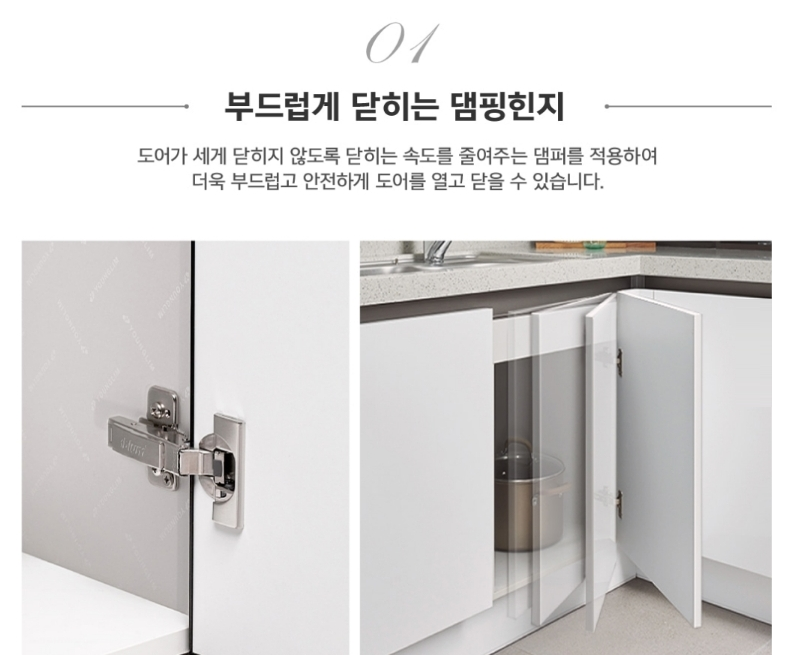 01
부드럽게 닫히는 댐핑힌지
도어가 세게 닫히지 않도록 닫히는 속도를 줄여주는 댐퍼를 적용하여
더욱 부드럽고 안전하게 도어를 열고 닫을 수 있습니다.